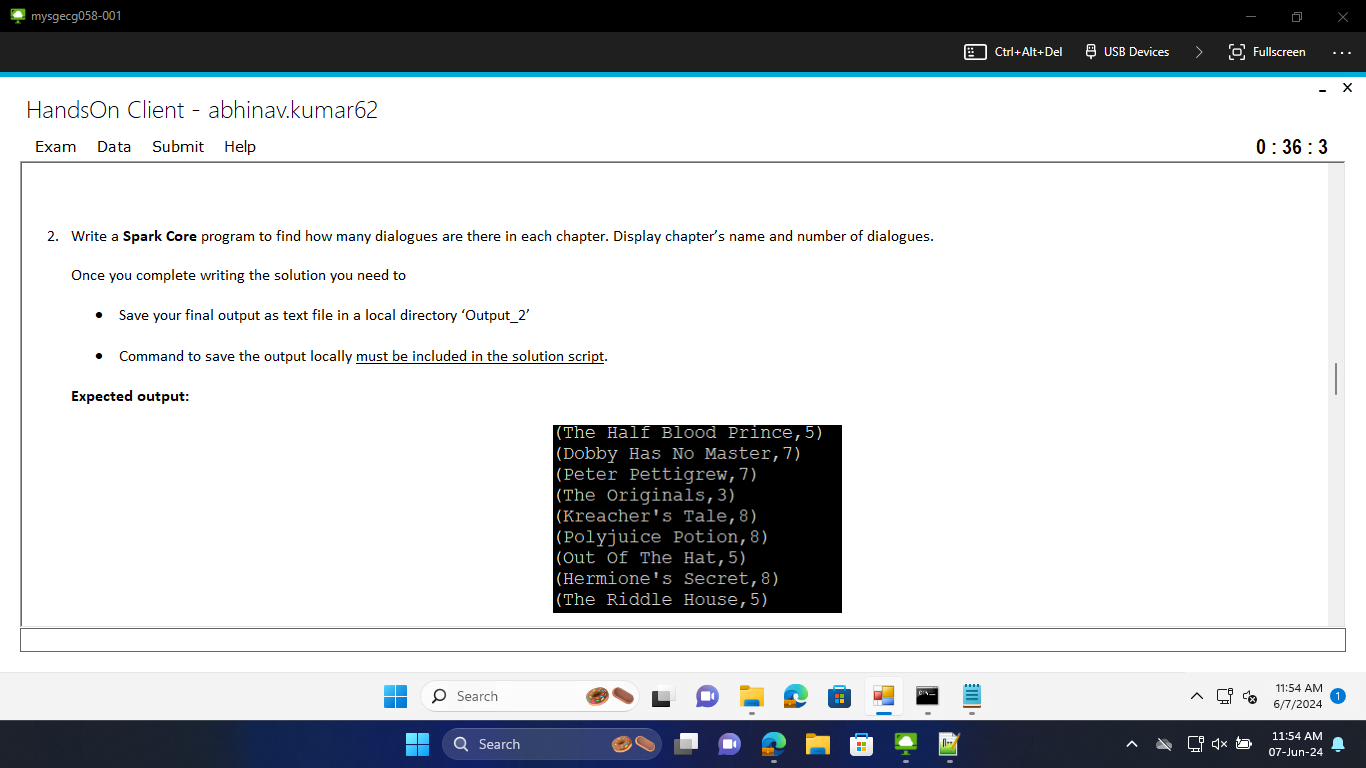 mysgecg058-001
Ctrl+Alt+Del USB Devices Fullscreen
HandsOn Client - abhinav.kumar62
Exam Data Submit Help
0 : 36 : 3
2. Write a Spark Core program to find how many dialogues are there in each chapter. Display chapter's name and number of dialogues.
Once you complete writing the solution you need to
• Save your final output as text file in a local directory 'Output_2'
• Command to save the output locally must be included in the solution script.
Expected output:
(The Half Blood Prince,5)
(Dobby Has No Master,7)
(Peter Pettigrew,7)
(The Originals,3)
(Kreacher's Tale,8)
(Polyjuice Potion,8)
(Out Of The Hat,5)
(Hermione's Secret,8)
(The Riddle House,5)
Search
11:54 AM
6/7/2024
1
Search
11:54 AM
07-Jun-24